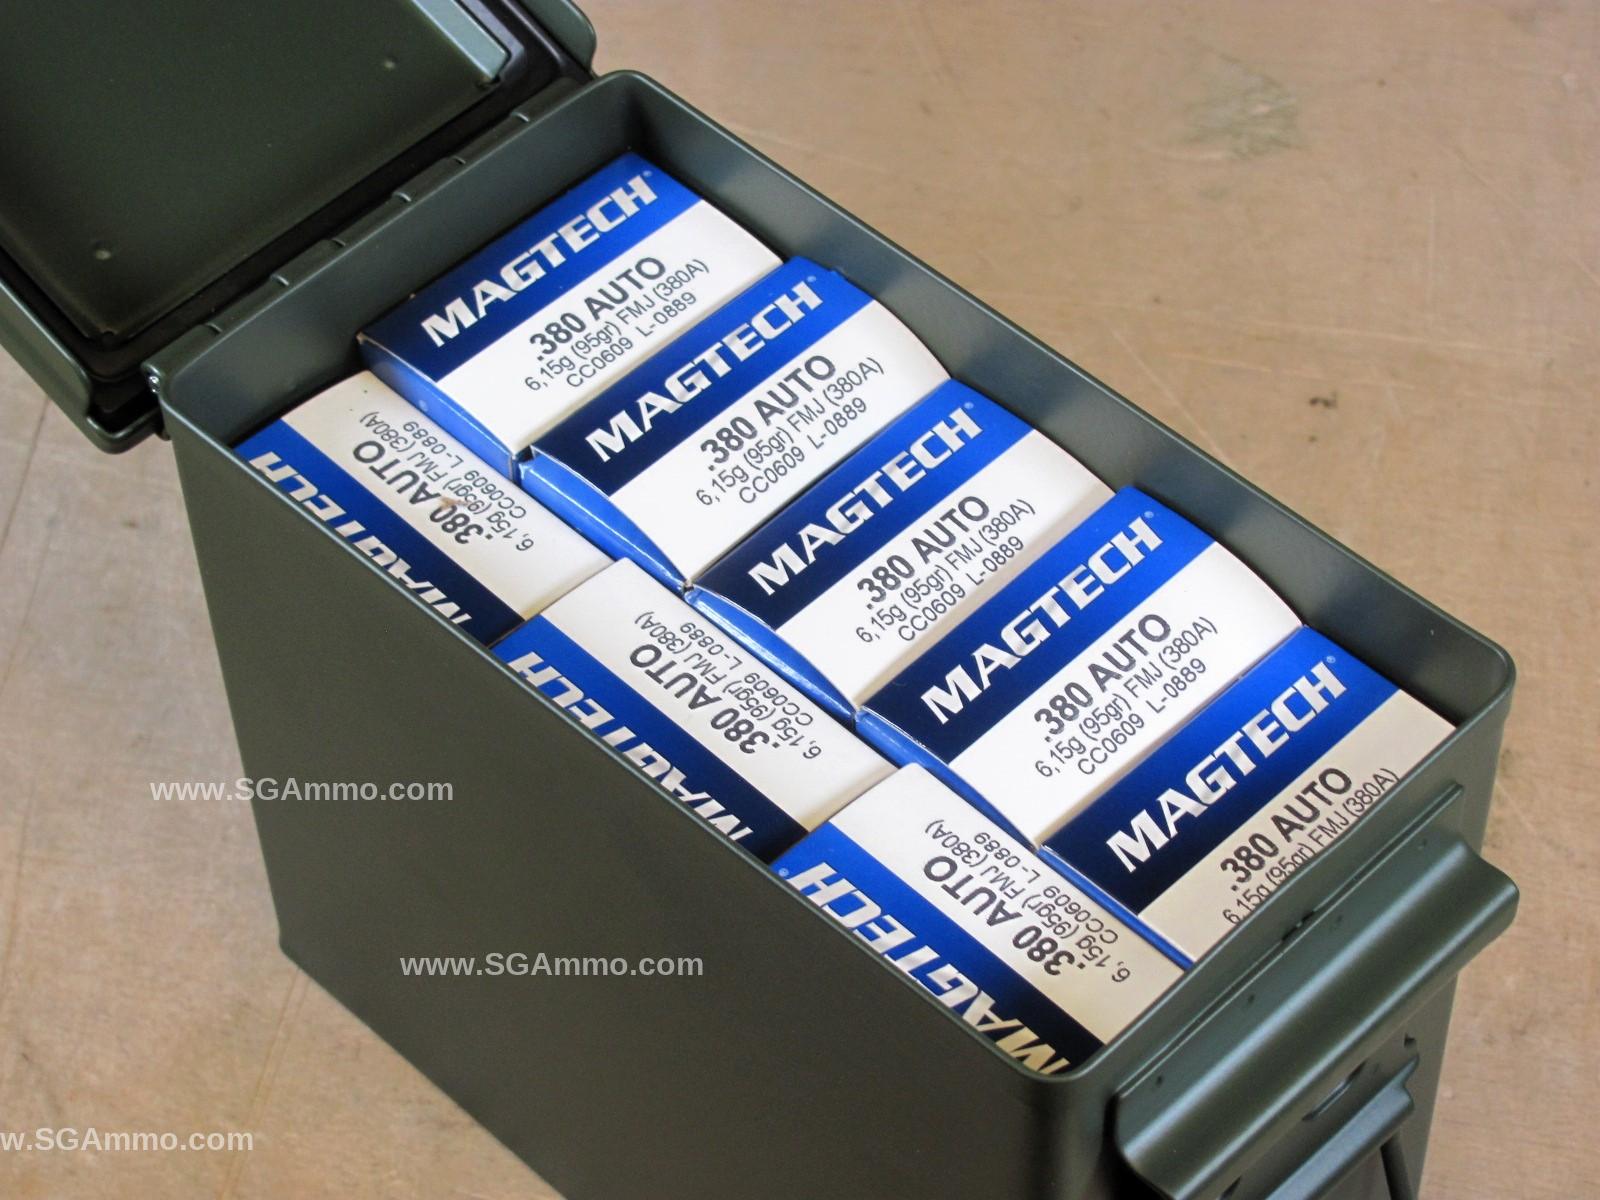 MAGTECH®
.380 AUTO
6,15g (95gr) FMJ (380A)
CC0609 L-0889
MAGTECH®
.380 AUTO
6,15g (95gr) FMJ (380A)
CC0609 L-0889
MAGTECH®
.380 AUTO
6,15g (95gr) FMJ (380A)
CC0609 L-0889
MAGTECH®
.380 AUTO
6,15g (95gr) FMJ (380A)
CC0609 L-0889
MAGTECH®
.380 AUTO
6,15g (95gr) FMJ (380A)
MAGTECH
.380 AUTO
6,15g (95gr) FMJ (380A)
CC0609 L-0889
MAGTECH
.380 AUTO
6,15g (95gr) FMJ (380A)
CC0609 L-0889
MAGTECH®
.380 AUTO
6,15g (95gr) FMJ (380A)
CC0609 L-0889
www.SGAmmo.com
www.SGAmmo.com
w.SGAmmo.com